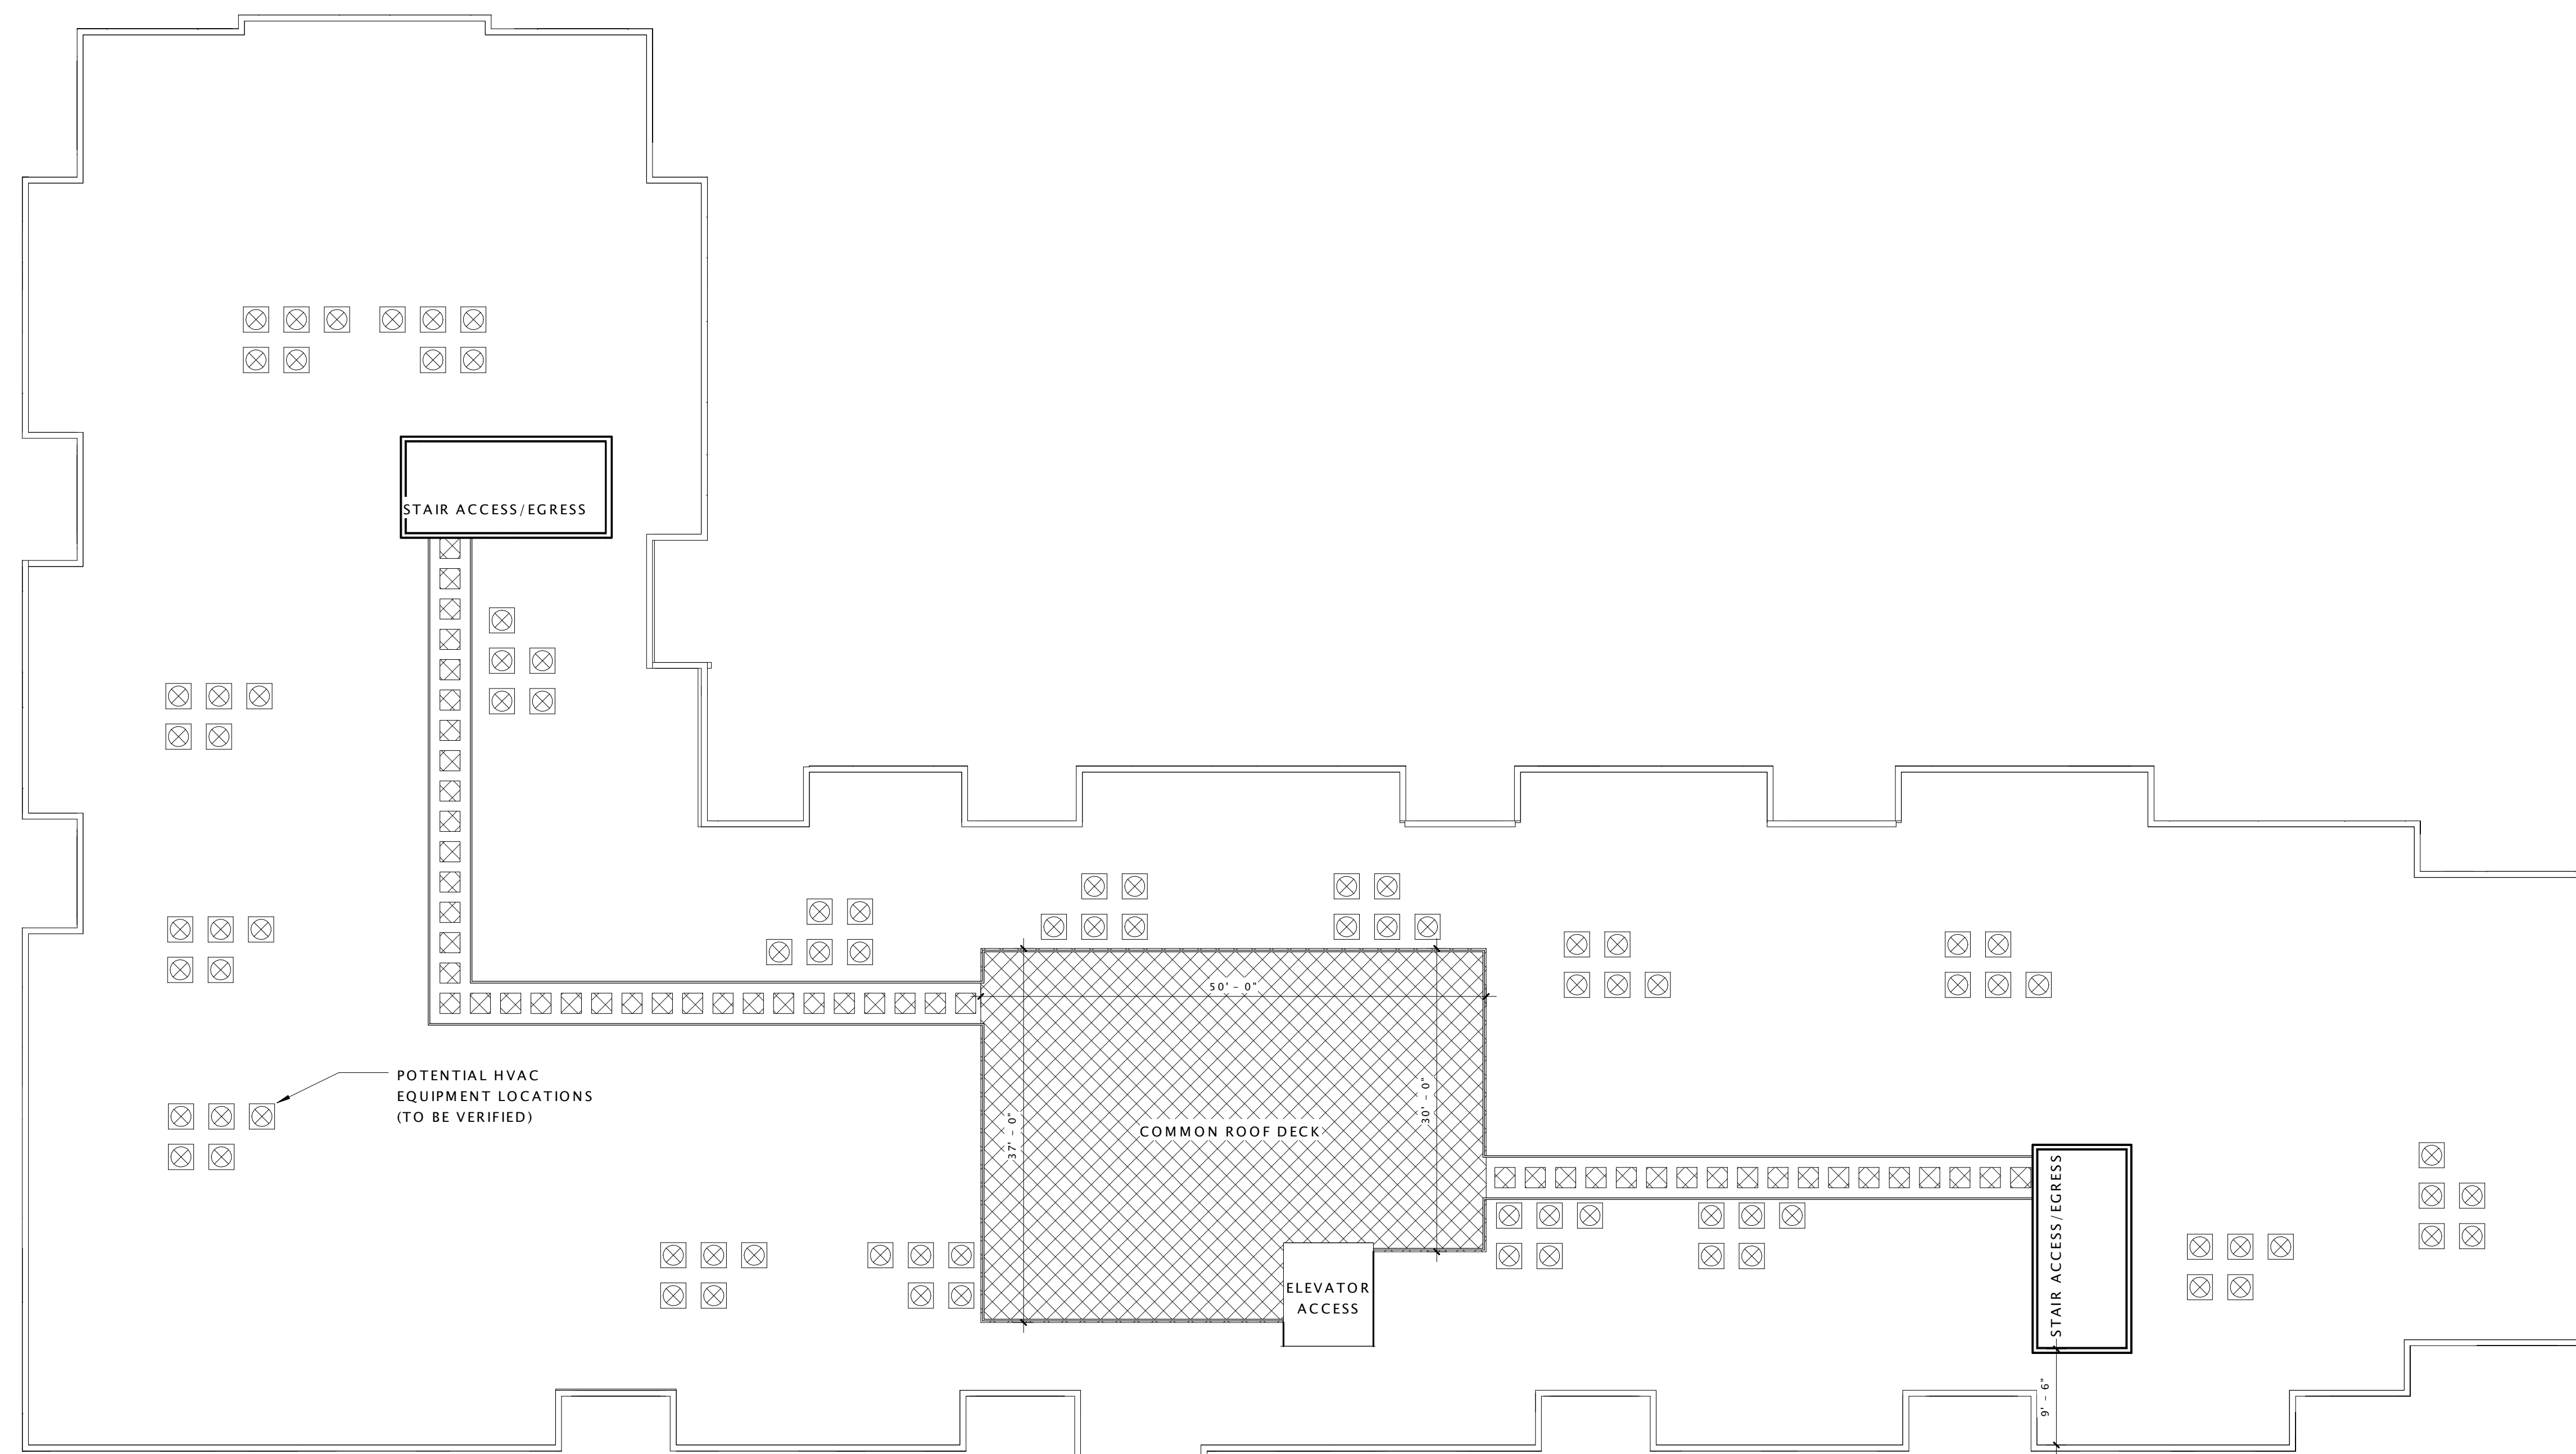 STAIR ACCESS/EGRESS
50' - 0"
POTENTIAL HVAC
EQUIPMENT LOCATIONS
(TO BE VERIFIED)
37' - 0"
30' - 0"
COMMON ROOF DECK
STAIR ACCESS/EGRESS
ELEVATOR
ACCESS
9' - 6"